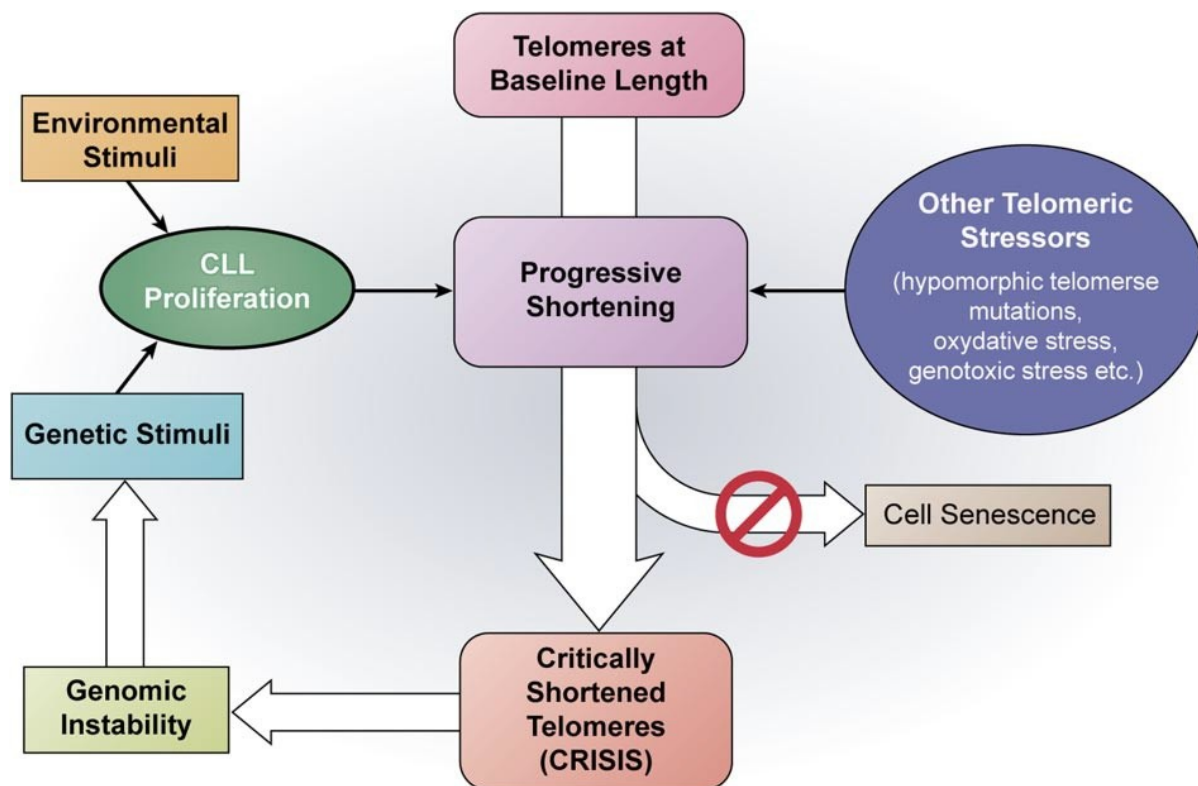 Telomeres at
Baseline Length
Environmental
Stimuli
CLL
Proliferation
Progressive
Shortening
Other Telomeric
Stressors
(hypomorphic telomerse
mutations,
oxydative stress,
genotoxic stress etc.)
Genetic Stimuli
Cell Senescence
Genomic
Instability
Critically
Shortened
Telomeres
(CRISIS)